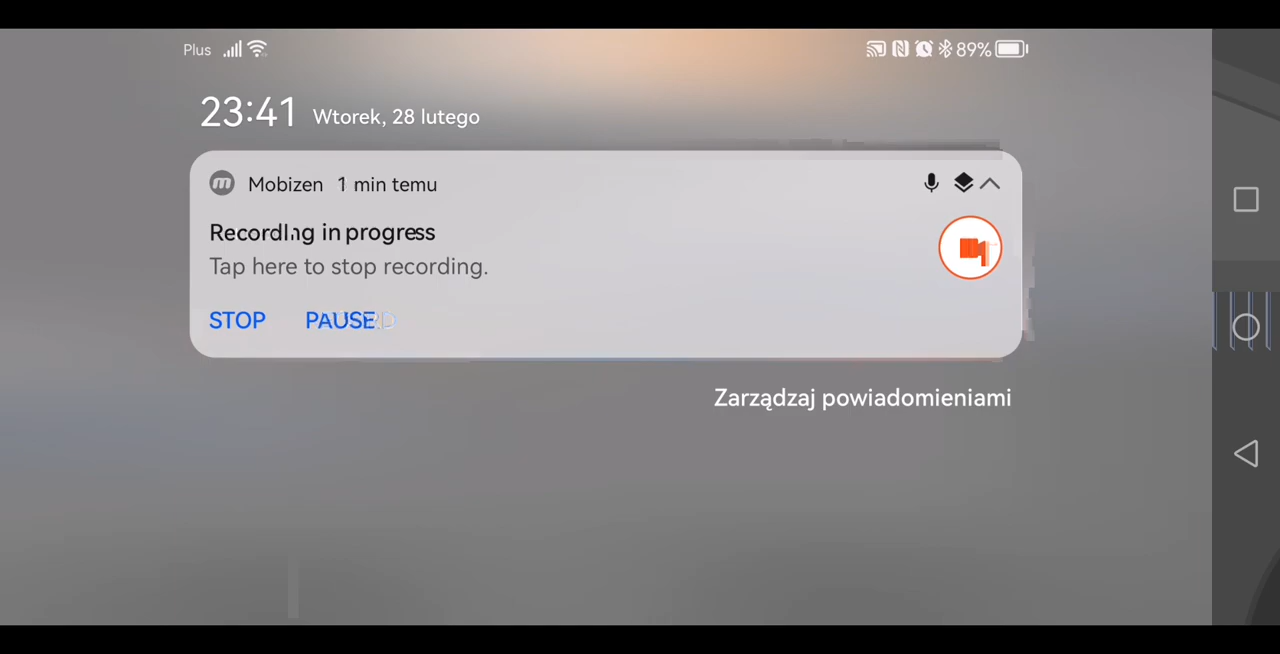 Plus 89%
23:41 Wtorek, 28 lutego
Mobizen 1 min temu
Recording in progress
Tap here to stop recording.
STOP PAUSE
Zarządzaj powiadomieniami